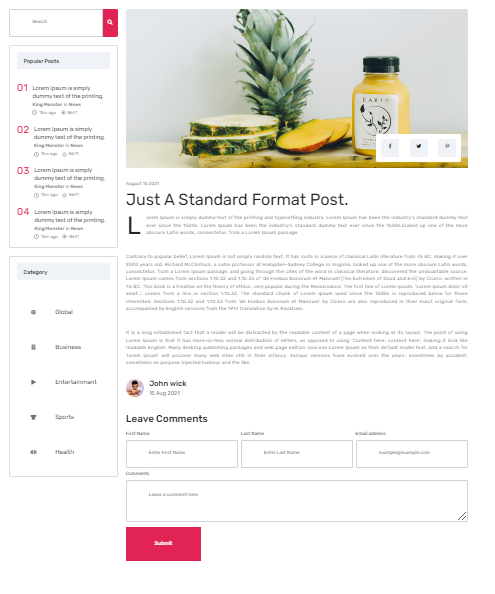 Search
Popular Posts
01 Lorem Ipsum is simply
dummy text of the printing.
King Monster in News
02 Lorem Ipsum is simply
dummy text of the printing.
King Monster in News
03 Lorem Ipsum is simply
dummy text of the printing.
King Monster in News
04 Lorem Ipsum is simply
dummy text of the printing.
King Monster in News
Category
Global
Business
Entertainment
Sports
Health
EARTH
August 16 2021
Just A Standard Format Post.
Lorem Ipsum is simply dummy text of the printing and typesetting industry. Lorem Ipsum has been the industry's standard dummy text
ever since the 1500s. Lorem Ipsum has been the industry's standard dummy text ever since the 1500s.looked up one of the more
obscure Latin words, consectetur, from a Lorem Ipsum passage.
Contrary to popular belief, Lorem Ipsum is not simply random text. It has roots in a piece of classical Latin literature from 45 BC, making it over
2000 years old. Richard McClintock, a Latin professor at Hampden-Sydney College in Virginia, looked up one of the more obscure Latin words,
consectetur, from a Lorem Ipsum passage, and going through the cites of the word in classical literature, discovered the undoubtable source.
Lorem Ipsum comes from sections 1.10.32 and 1.10.33 of "de Finibus Bonorum et Malorum" (The Extremes of Good and Evil) by Cicero, written in
45 BC. This book is a treatise on the theory of ethics, very popular during the Renaissance. The first line of Lorem Ipsum, "Lorem ipsum dolor sit
amet..", comes from a line in section 1.10.32. The standard chunk of Lorem Ipsum used since the 1500s is reproduced below for those
interested. Sections 1.10.32 and 1.10.33 from "de Finibus Bonorum et Malorum" by Cicero are also reproduced in their exact original form,
accompanied by English versions from the 1914 translation by H. Rackham.
It is a long established fact that a reader will be distracted by the readable content of a page when looking at its layout. The point of using
Lorem Ipsum is that it has a more-or-less normal distribution of letters, as opposed to using 'Content here, content here', making it look like
readable English. Many desktop publishing packages and web page editors now use Lorem Ipsum as their default model text, and a search for
'lorem ipsum' will uncover many web sites still in their infancy. Various versions have evolved over the years, sometimes by accident,
sometimes on purpose injected humour and the like.
John wick
15 Aug 2021
Leave Comments
First Name Last Name Email address
Enter First Name Enter Last Name example@example.com
Comments
Leave a comment here
Submit